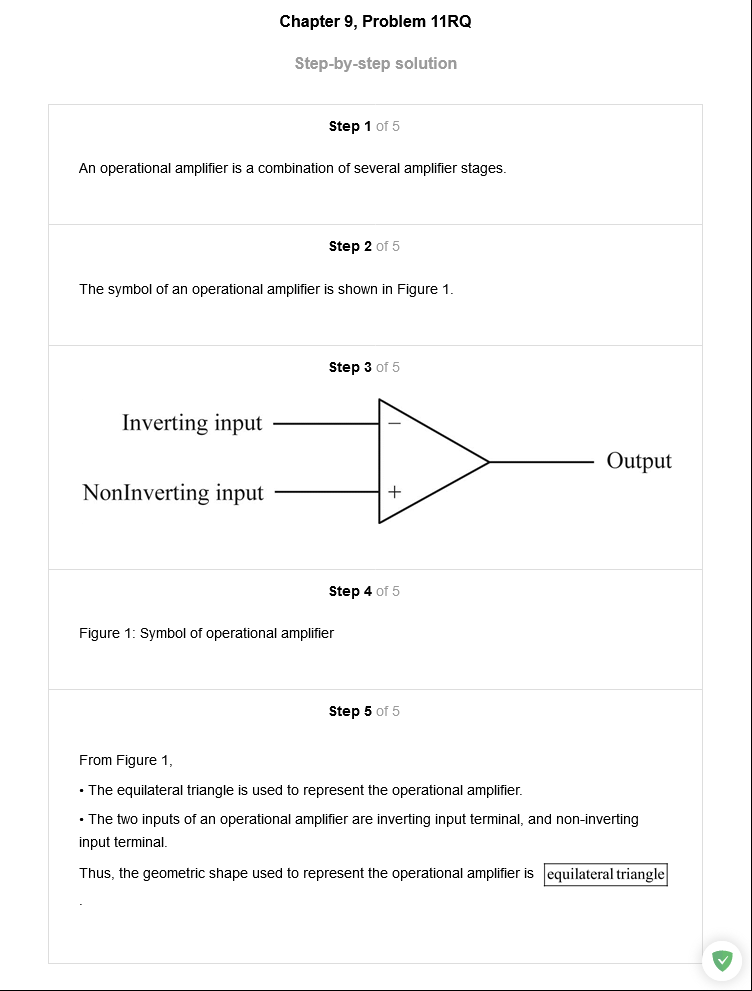 Chapter 9, Problem 11RQ
Step-by-step solution
Step 1 of 5
An operational amplifier is a combination of several amplifier stages.
Step 2 of 5
The symbol of an operational amplifier is shown in Figure 1.
Step 3 of 5
Inverting input
−
Output
NonInverting input
+
Step 4 of 5
Figure 1: Symbol of operational amplifier
Step 5 of 5
From Figure 1,
• The equilateral triangle is used to represent the operational amplifier.
• The two inputs of an operational amplifier are inverting input terminal, and non-inverting
input terminal.
Thus, the geometric shape used to represent the operational amplifier is equilateral triangle
.